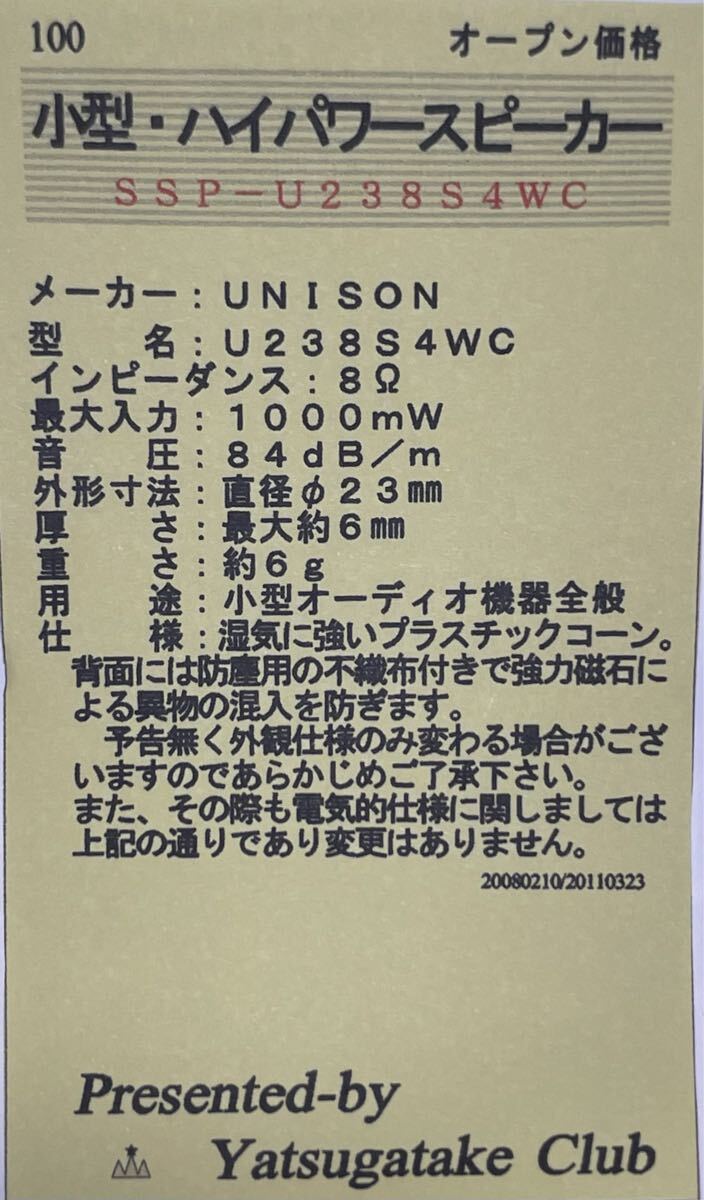 100 オープン価格
小型・ハイパワースピーカー
ＳＳＰ－Ｕ２３８Ｓ４ＷＣ
メーカー：ＵＮＩＳＯＮ
型　　名：Ｕ２３８Ｓ４ＷＣ
インピーダンス：８Ω
最大入力：１０００ｍＷ
音　　圧：８４ｄＢ／ｍ
外形寸法：直径φ２３㎜
厚　　さ：最大約６㎜
重　　さ：約６ｇ
用　　途：小型オーディオ機器全般
仕　　様：湿気に強いプラスチックコーン。
背面には防塵用の不織布付きで強力磁石に
よる異物の混入を防ぎます。
　予告無く外観仕様のみ変わる場合がござ
いますのであらかじめご了承下さい。
また、その際も電気的仕様に関しましては
上記の通りであり変更はありません。
20080210/20110323
Presented-by
Yatsugatake Club